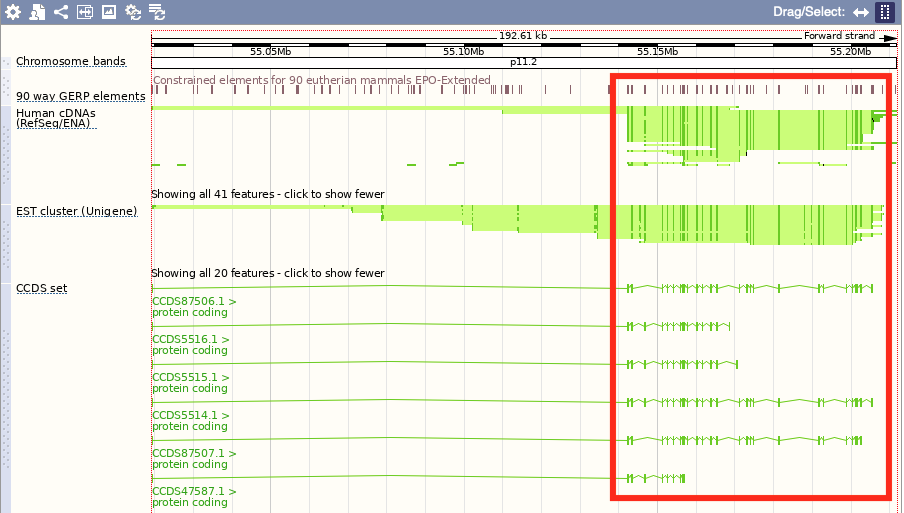 Drag/Select:
192.61 kb
Forward strand
55.05Mb
55.10Mb
55.15Mb
55.20Mb
Chromosome bands
p11.2
Constrained elements for 90 eutherian mammals EPO-Extended
90 way GERP elements
Human cDNAs
(RefSeq/ENA)
Showing all 41 features - click to show fewer
EST cluster (Unigene)
Showing all 20 features - click to show fewer
CCDS set
CCDS87506.1 >
protein coding
CCDS5516.1 >
protein coding
CCDS5515.1 >
protein coding
CCDS5514.1 >
protein coding
CCDS87507.1 >
protein coding
CCDS47587.1 >
protein coding